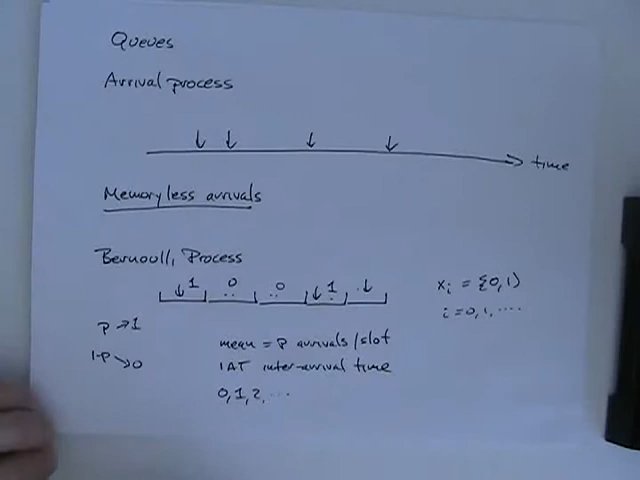 Queues
Arrival process
time
Memoryless arrivals
Bernoulli Process
1 0 0 1
xi = {0,1)
i = 0, 1, ....
p → 1
1-p → 0
mean = p arrivals/slot
IAT inter-arrival time
0, 1, 2, ...